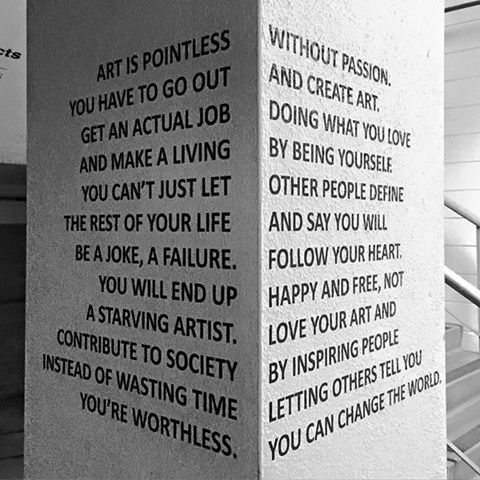 cts
ART IS POINTLESS WITHOUT PASSION.
YOU HAVE TO GO OUT AND CREATE ART.
GET AN ACTUAL JOB DOING WHAT YOU LOVE
AND MAKE A LIVING BY BEING YOURSELF.
YOU CAN'T JUST LET OTHER PEOPLE DEFINE
THE REST OF YOUR LIFE AND SAY YOU WILL
BE A JOKE, A FAILURE. FOLLOW YOUR HEART.
YOU WILL END UP HAPPY AND FREE, NOT
A STARVING ARTIST. LOVE YOUR ART AND
CONTRIBUTE TO SOCIETY BY INSPIRING PEOPLE
INSTEAD OF WASTING TIME LETTING OTHERS TELL YOU
YOU'RE WORTHLESS. YOU CAN CHANGE THE WORLD.